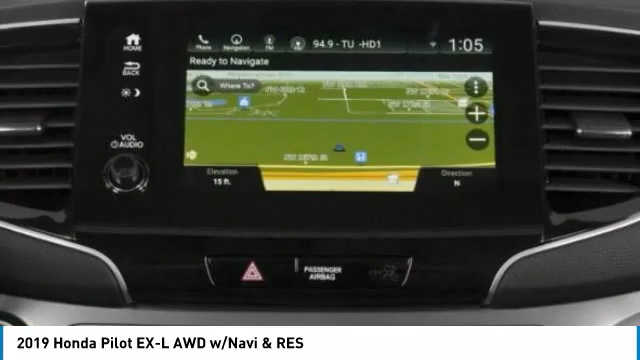 HOME
BACK
VOL
AUDIO
Phone Navigation FM FM 94.9 - TU -HD1 1:05
Ready to Navigate
Where To?
Elevation
15 ft.
Direction
N
PASSENGER
AIRBAG
2019 Honda Pilot EX-L AWD w/Navi & RES